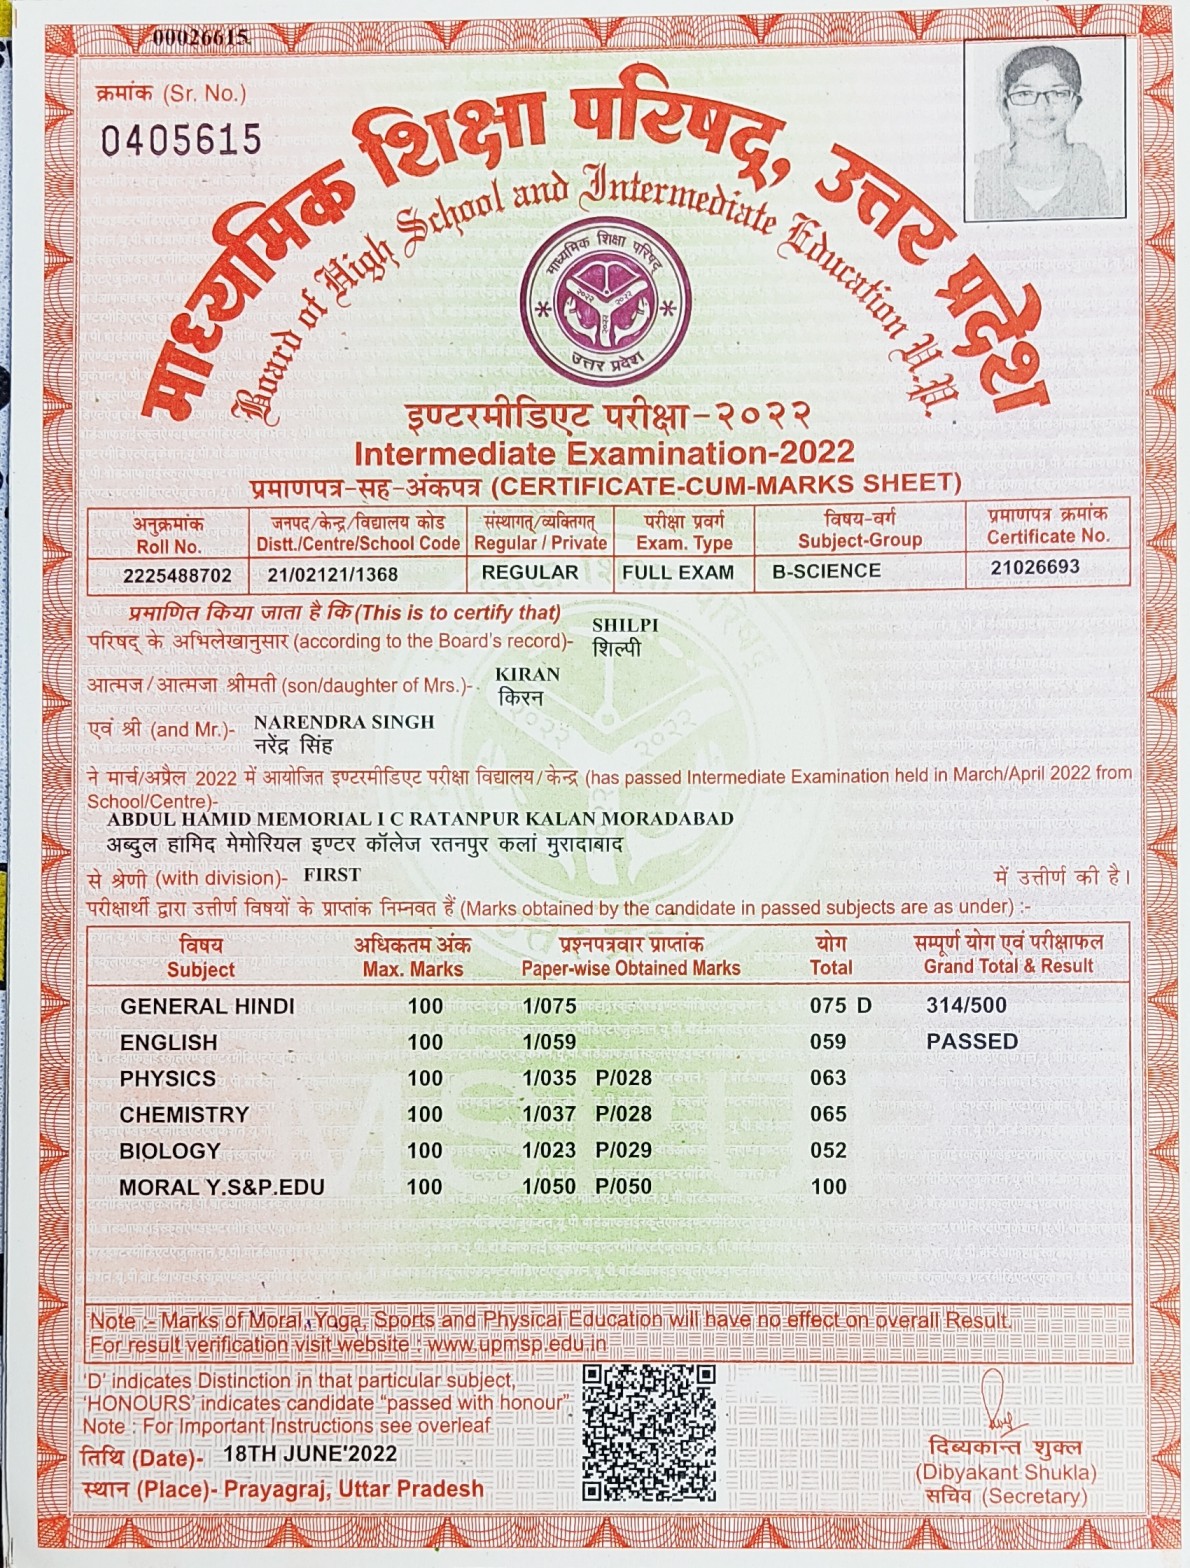 00026615
क्रमांक (Sr. No.)
0405615
माध्यमिक शिक्षा परिषद्, उत्तर प्रदेश
Board of High School and Intermediate Education U.P.
माध्यमिक शिक्षा परिषद्
२०२२ २०२२
२०२२
उत्तर प्रदेश
इण्टरमीडिएट परीक्षा-२०२२
Intermediate Examination-2022
प्रमाणपत्र-सह-अंकपत्र (CERTIFICATE-CUM-MARKS SHEET)
अनुक्रमांक जनपद/केन्द्र/विद्यालय कोड संस्थागत्/व्यक्तिगत् परीक्षा प्रवर्ग विषय-वर्ग प्रमाणपत्र क्रमांक
Roll No. Distt./Centre/School Code Regular / Private Exam. Type Subject-Group Certificate No.
2225488702 21/02121/1368 REGULAR FULL EXAM B-SCIENCE 21026693
प्रमाणित किया जाता है कि (This is to certify that) SHILPI
परिषद् के अभिलेखानुसार (according to the Board's record)- शिल्पी
आत्मज/आत्मजा श्रीमती (son/daughter of Mrs.)- KIRAN
किरन
एवं श्री (and Mr.)- NARENDRA SINGH
नरेंद्र सिंह
ने मार्च/अप्रैल 2022 में आयोजित इण्टरमीडिएट परीक्षा विद्यालय/केन्द्र (has passed Intermediate Examination held in March/April 2022 from
School/Centre)-
ABDUL HAMID MEMORIAL I C RATANPUR KALAN MORADABAD
अब्दुल हामिद मेमोरियल इण्टर कॉलेज रतनपुर कलां मुरादाबाद
से श्रेणी (with division)- FIRST में उत्तीर्ण की है।
परीक्षार्थी द्वारा उत्तीर्ण विषयों के प्राप्तांक निम्नवत हैं (Marks obtained by the candidate in passed subjects are as under) :-
विषय अधिकतम अंक प्रश्नपत्रवार प्राप्तांक योग सम्पूर्ण योग एवं परीक्षाफल
Subject Max. Marks Paper-wise Obtained Marks Total Grand Total & Result
GENERAL HINDI 100 1/075 075 D 314/500
ENGLISH 100 1/059 059 PASSED
PHYSICS 100 1/035 P/028 063
CHEMISTRY 100 1/037 P/028 065
BIOLOGY 100 1/023 P/029 052
MORAL Y.S&P.EDU 100 1/050 P/050 100
Note :- Marks of Moral, Yoga, Sports and Physical Education will have no effect on overall Result.
For result verification visit website : www.upmsp.edu.in
'D' indicates Distinction in that particular subject,
'HONOURS' indicates candidate "passed with honour"
Note : For Important Instructions see overleaf
तिथि (Date)- 18TH JUNE'2022
स्थान (Place)- Prayagraj, Uttar Pradesh
दिब्यकान्त शुक्ल
(Dibyakant Shukla)
सचिव (Secretary)